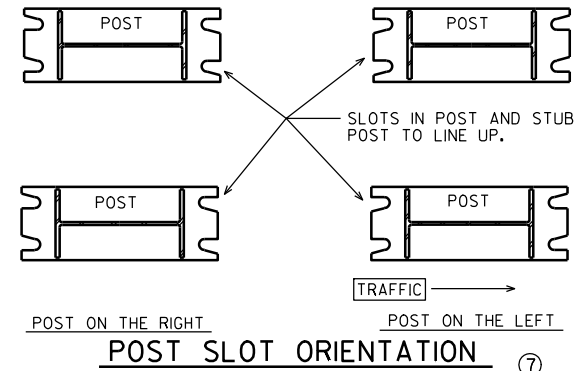 POST
POST
SLOTS IN POST AND STUB
POST TO LINE UP.
POST
POST
TRAFFIC
POST ON THE RIGHT
POST ON THE LEFT
POST SLOT ORIENTATION
7